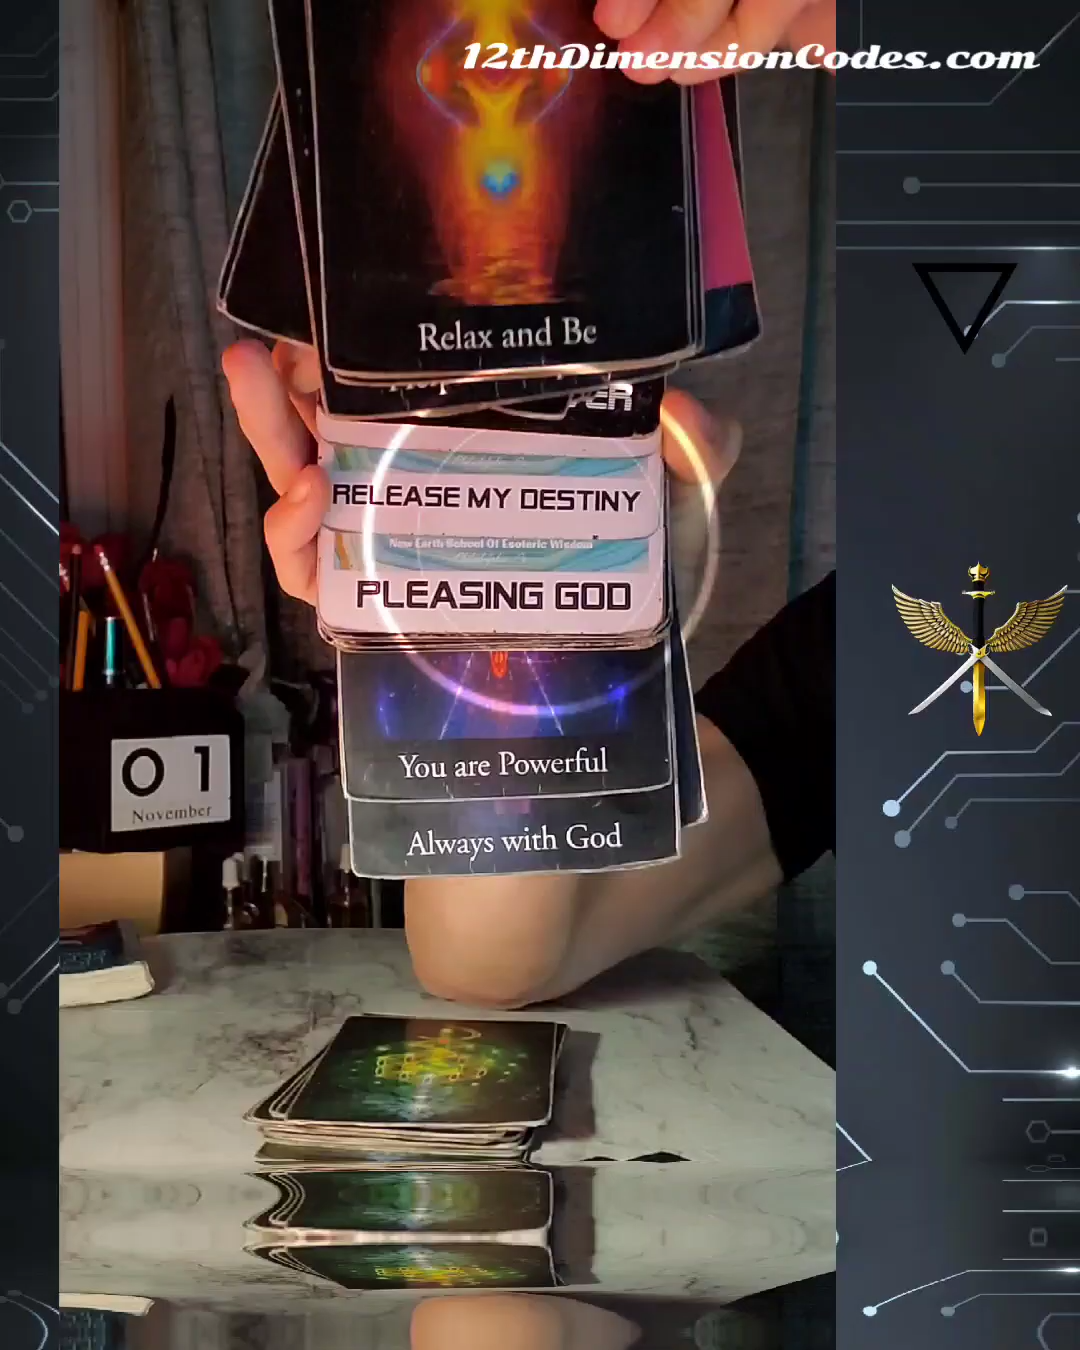 12thDimensionCodes.com
Relax and Be
RELEASE MY DESTINY
New Earth School Of Esoteric Wisdom
PLEASING GOD
01
November
You are Powerful
Always with God